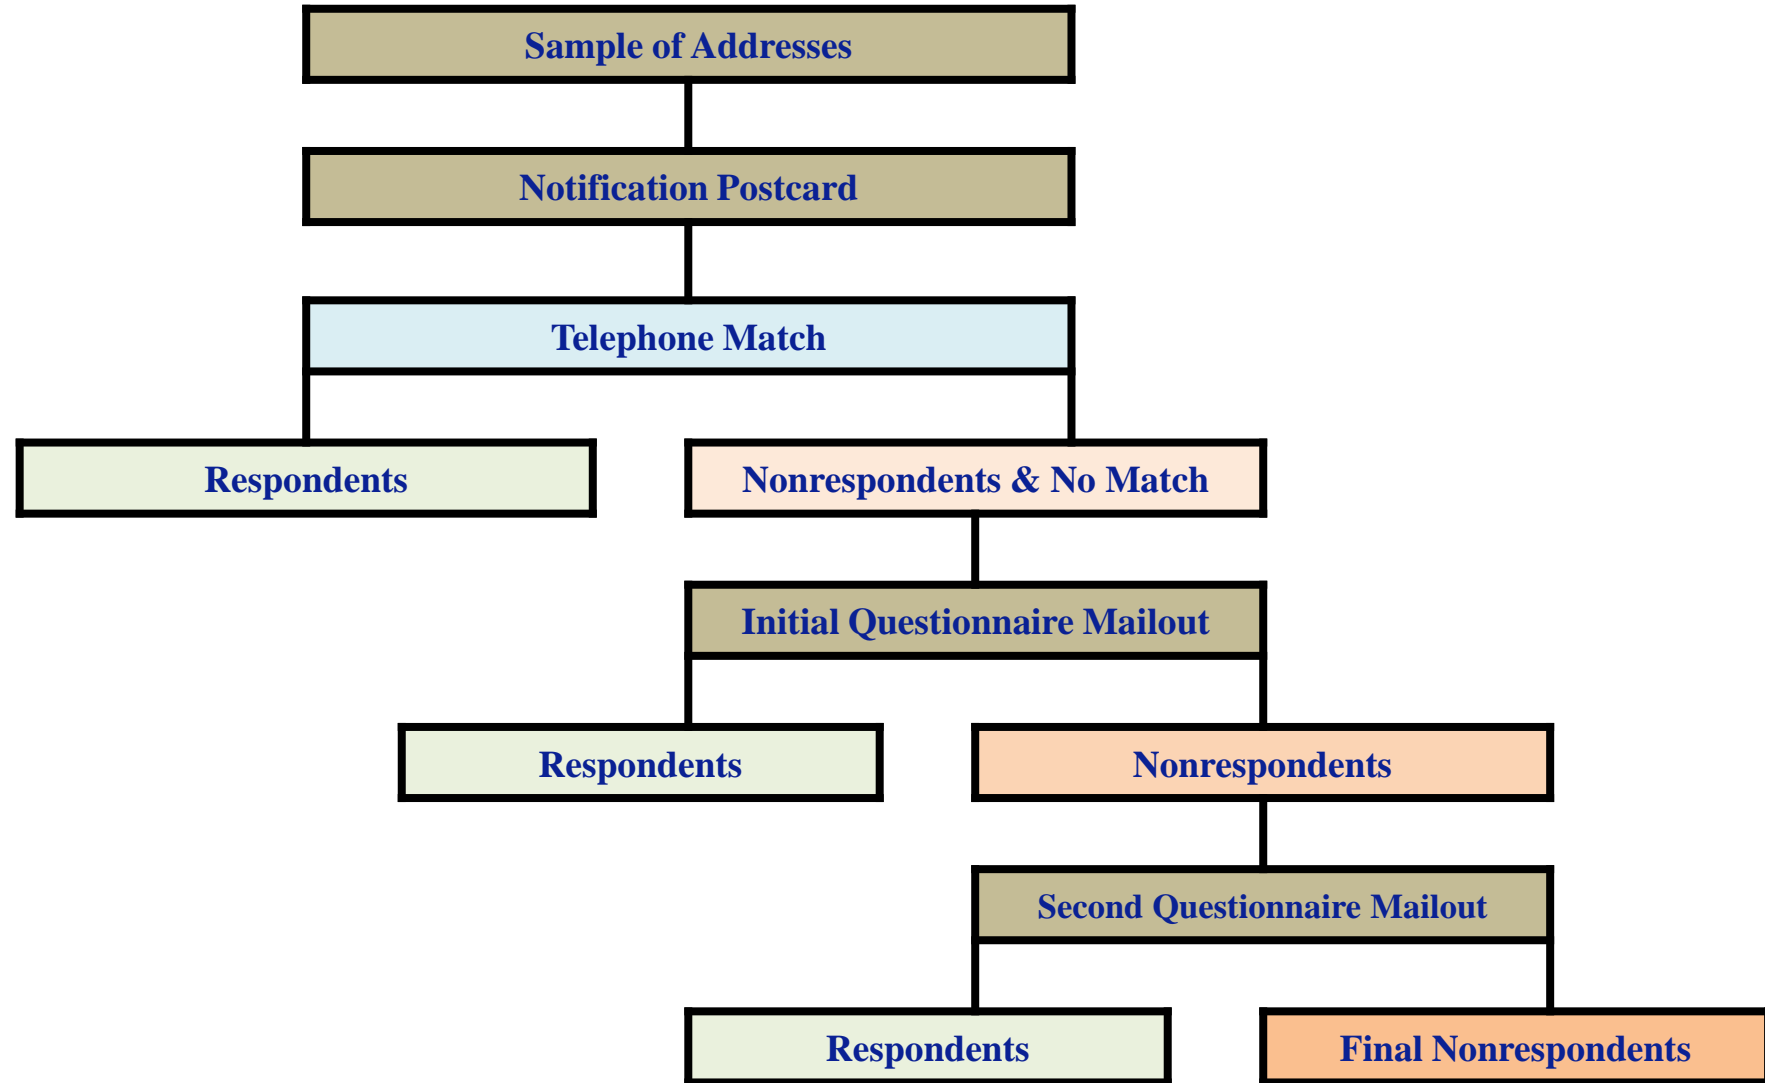 Sample of Addresses
Notification Postcard
Telephone Match
Respondents
Nonrespondents & No Match
Initial Questionnaire Mailout
Respondents
Nonrespondents
Second Questionnaire Mailout
Respondents
Final Nonrespondents